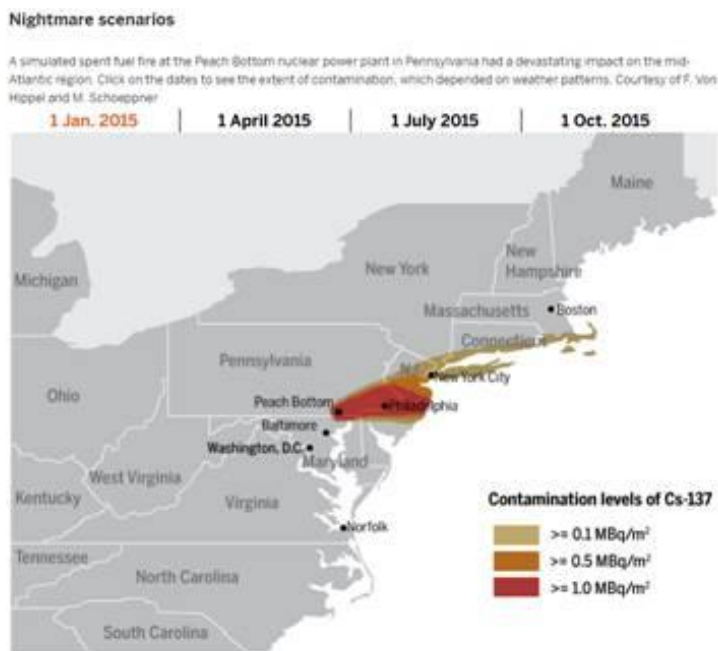 Nightmare scenarios
A simulated spent fuel fire at the Peach Bottom nuclear power plant in Pennsylvania had a devastating impact on the mid-
Atlantic region. Click on the dates to see the extent of contamination, which depended on weather patterns. Courtesy of F. Von
Hippel and M. Schoeppner
1 Jan. 2015 1 April 2015 1 July 2015 1 Oct. 2015
Maine
New
Hampshire
New York
Michigan
Massachusetts
Boston
Connecticut
Pennsylvania
N.J.
New York City
Ohio
Peach Bottom
Philadelphia
Baltimore
Washington, D.C.
Maryland
West Virginia
Kentucky
Virginia
Norfolk
Tennessee
North Carolina
South Carolina
Contamination levels of Cs-137
>= 0.1 MBq/m²
>= 0.5 MBq/m²
>= 1.0 MBq/m²